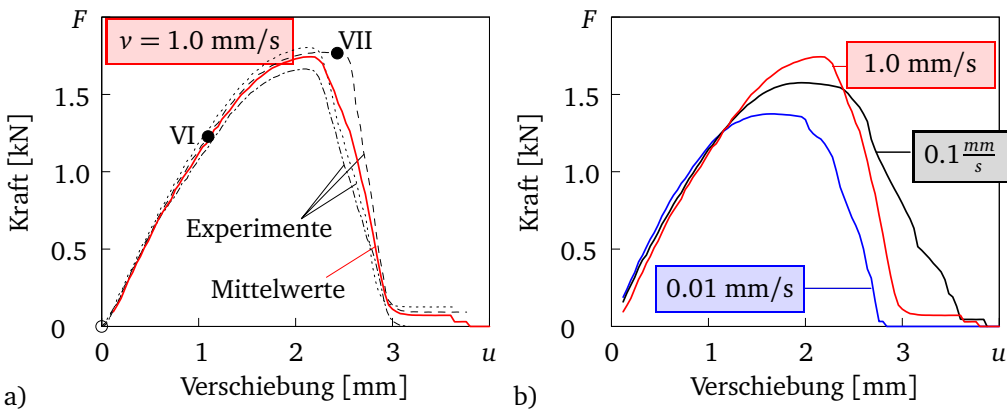 F
v = 1.0 mm/s
VII
1.5
VI
1.0
Kraft [kN]
Experimente
0.5
Mittelwerte
0
0
1
2
3
u
Verschiebung [mm]
a)
F
1.0 mm/s
1.5
0.1 mm/s
1.0
Kraft [kN]
0.5
0.01 mm/s
0
0
1
2
3
u
Verschiebung [mm]
b)